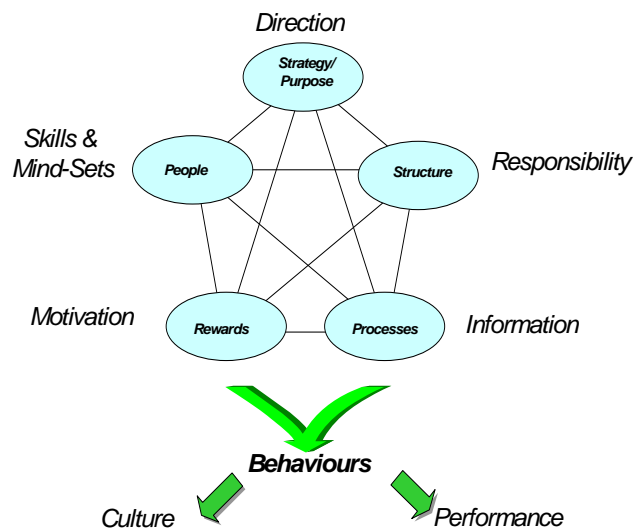 Direction
Strategy/
Purpose
Skills &
Mind-Sets
People
Structure
Responsibility
Motivation
Rewards
Processes
Information
Behaviours
Culture
Performance